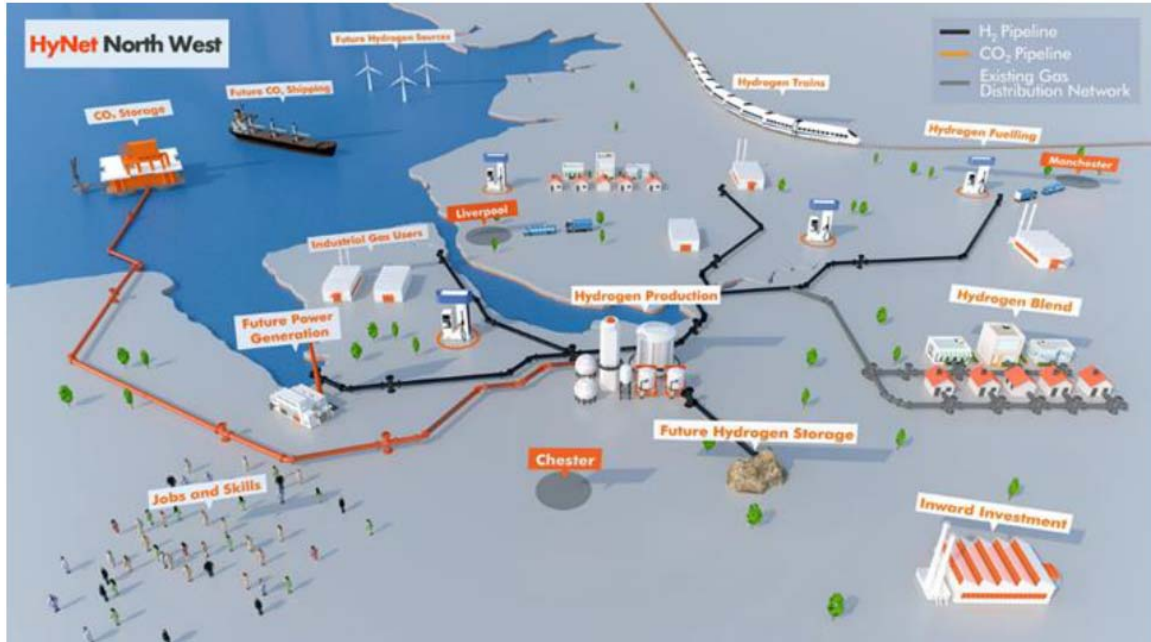 HyNet North West
Future Hydrogen Sources
H₂ Pipeline
CO₂ Pipeline
Existing Gas
Distribution Network
Future CO₂ Shipping
CO₂ Storage
Hydrogen Trains
Hydrogen Fuelling
Manchester
Liverpool
Industrial Gas Users
Hydrogen Production
Hydrogen Blend
Future Power
Generation
Future Hydrogen Storage
Chester
Jobs and Skills
Inward Investment